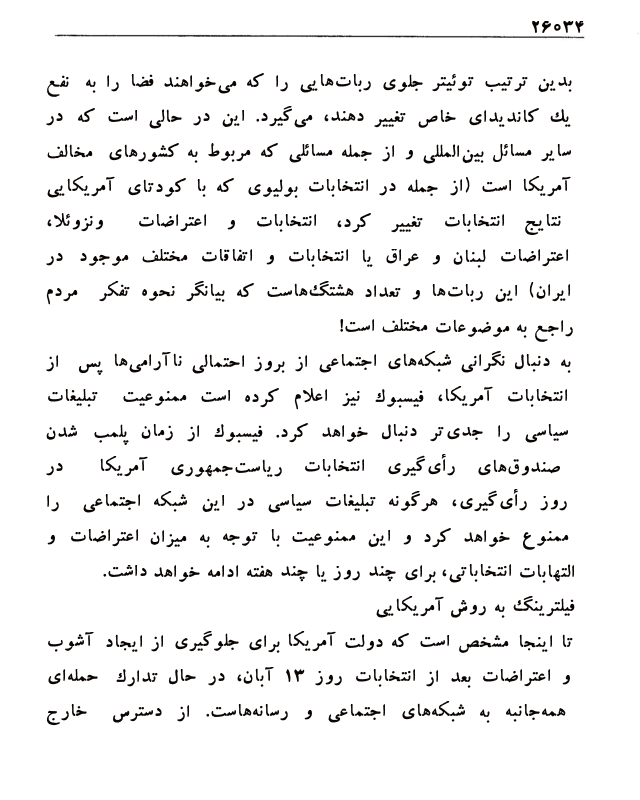 ۲۶۰۳۴
بدین ترتیب توئیتر جلوی ربات‌هایی را که می‌خواهند فضا را به نفع
یك کاندیدای خاص تغییر دهند، می‌گیرد. این در حالی است که در
سایر مسائل بین‌المللی و از جمله مسائلی که مربوط به کشورهای مخالف
آمریکا است (از جمله در انتخابات بولیوی که با کودتای آمریکایی
نتایج انتخابات تغییر کرد، انتخابات و اعتراضات ونزوئلا،
اعتراضات لبنان و عراق یا انتخابات و اتفاقات مختلف موجود در
ایران) این ربات‌ها و تعداد هشتگ‌هاست که بیانگر نحوه تفکر مردم
راجع به موضوعات مختلف است!
به دنبال نگرانی شبکه‌های اجتماعی از بروز احتمالی ناآرامی‌ها پس از
انتخابات آمریکا، فیسبوك نیز اعلام کرده است ممنوعیت تبلیغات
سیاسی را جدی‌تر دنبال خواهد کرد. فیسبوك از زمان پلمب شدن
صندوق‌های رأی‌گیری انتخابات ریاست‌جمهوری آمریکا در
روز رأی‌گیری، هرگونه تبلیغات سیاسی در این شبکه اجتماعی را
ممنوع خواهد کرد و این ممنوعیت با توجه به میزان اعتراضات و
التهابات انتخاباتی، برای چند روز یا چند هفته ادامه خواهد داشت.
فیلترینگ به روش آمریکایی
تا اینجا مشخص است که دولت آمریکا برای جلوگیری از ایجاد آشوب
و اعتراضات بعد از انتخابات روز ۱۳ آبان، در حال تدارك حمله‌ای
همه‌جانبه به شبکه‌های اجتماعی و رسانه‌هاست. از دسترس خارج